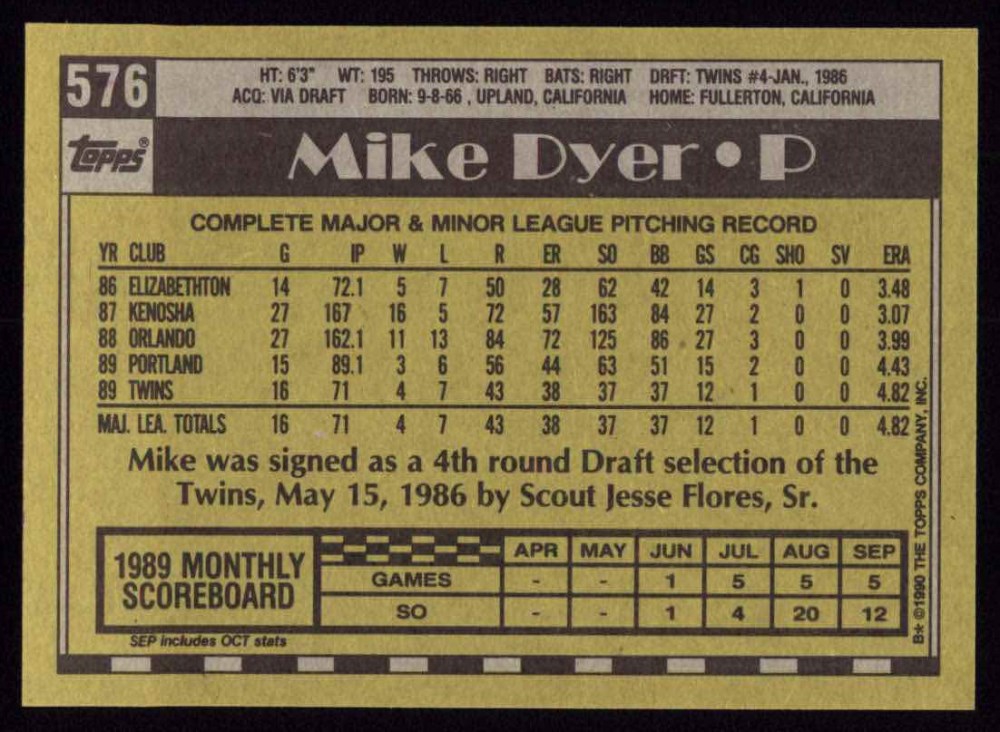 576
HT: 6'3" WT: 195 THROWS: RIGHT BATS: RIGHT DRFT: TWINS #4-JAN., 1986
ACQ: VIA DRAFT BORN: 9-8-66 , UPLAND, CALIFORNIA HOME: FULLERTON, CALIFORNIA
topps®
Mike Dyer • P
COMPLETE MAJOR & MINOR LEAGUE PITCHING RECORD
YR CLUB G IP W L R ER SO BB GS CG SHO SV ERA
86 ELIZABETHTON 14 72.1 5 7 50 28 62 42 14 3 1 0 3.48
87 KENOSHA 27 167 16 5 72 57 163 84 27 2 0 0 3.07
88 ORLANDO 27 162.1 11 13 84 72 125 86 27 3 0 0 3.99
89 PORTLAND 15 89.1 3 6 56 44 63 51 15 2 0 0 4.43
89 TWINS 16 71 4 7 43 38 37 37 12 1 0 0 4.82
MAJ. LEA. TOTALS 16 71 4 7 43 38 37 37 12 1 0 0 4.82
Mike was signed as a 4th round Draft selection of the
Twins, May 15, 1986 by Scout Jesse Flores, Sr.
1989 MONTHLY
SCOREBOARD
APR MAY JUN JUL AUG SEP
GAMES - - 1 5 5 5
SO - - 1 4 20 12
SEP includes OCT stats
B* ©1990 THE TOPPS COMPANY, INC.